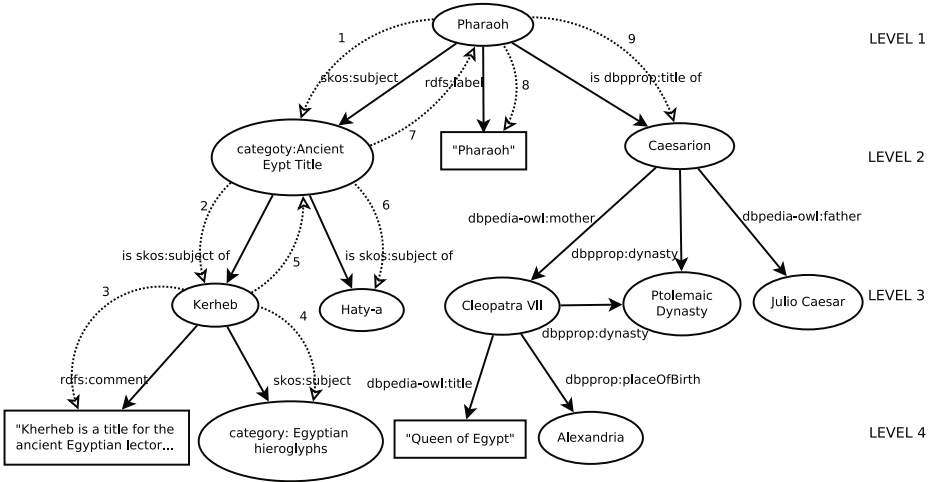 Pharaoh
LEVEL 1
1
9
skos:subject
rdfs:label
8
is dbpprop:title of
7
categoty:Ancient
Eypt Title
"Pharaoh"
Caesarion
LEVEL 2
2
6
dbpedia-owl:mother
dbpedia-owl:father
is skos:subject of
5
is skos:subject of
dbpprop:dynasty
3
Kerheb
Haty-a
Cleopatra VII
Ptolemaic
Dynasty
Julio Caesar
LEVEL 3
4
dbpprop:dynasty
rdfs:comment
skos:subject
dbpedia-owl:title
dbpprop:placeOfBirth
"Kherheb is a title for the
ancient Egyptian lector...
category: Egyptian
hieroglyphs
"Queen of Egypt"
Alexandria
LEVEL 4